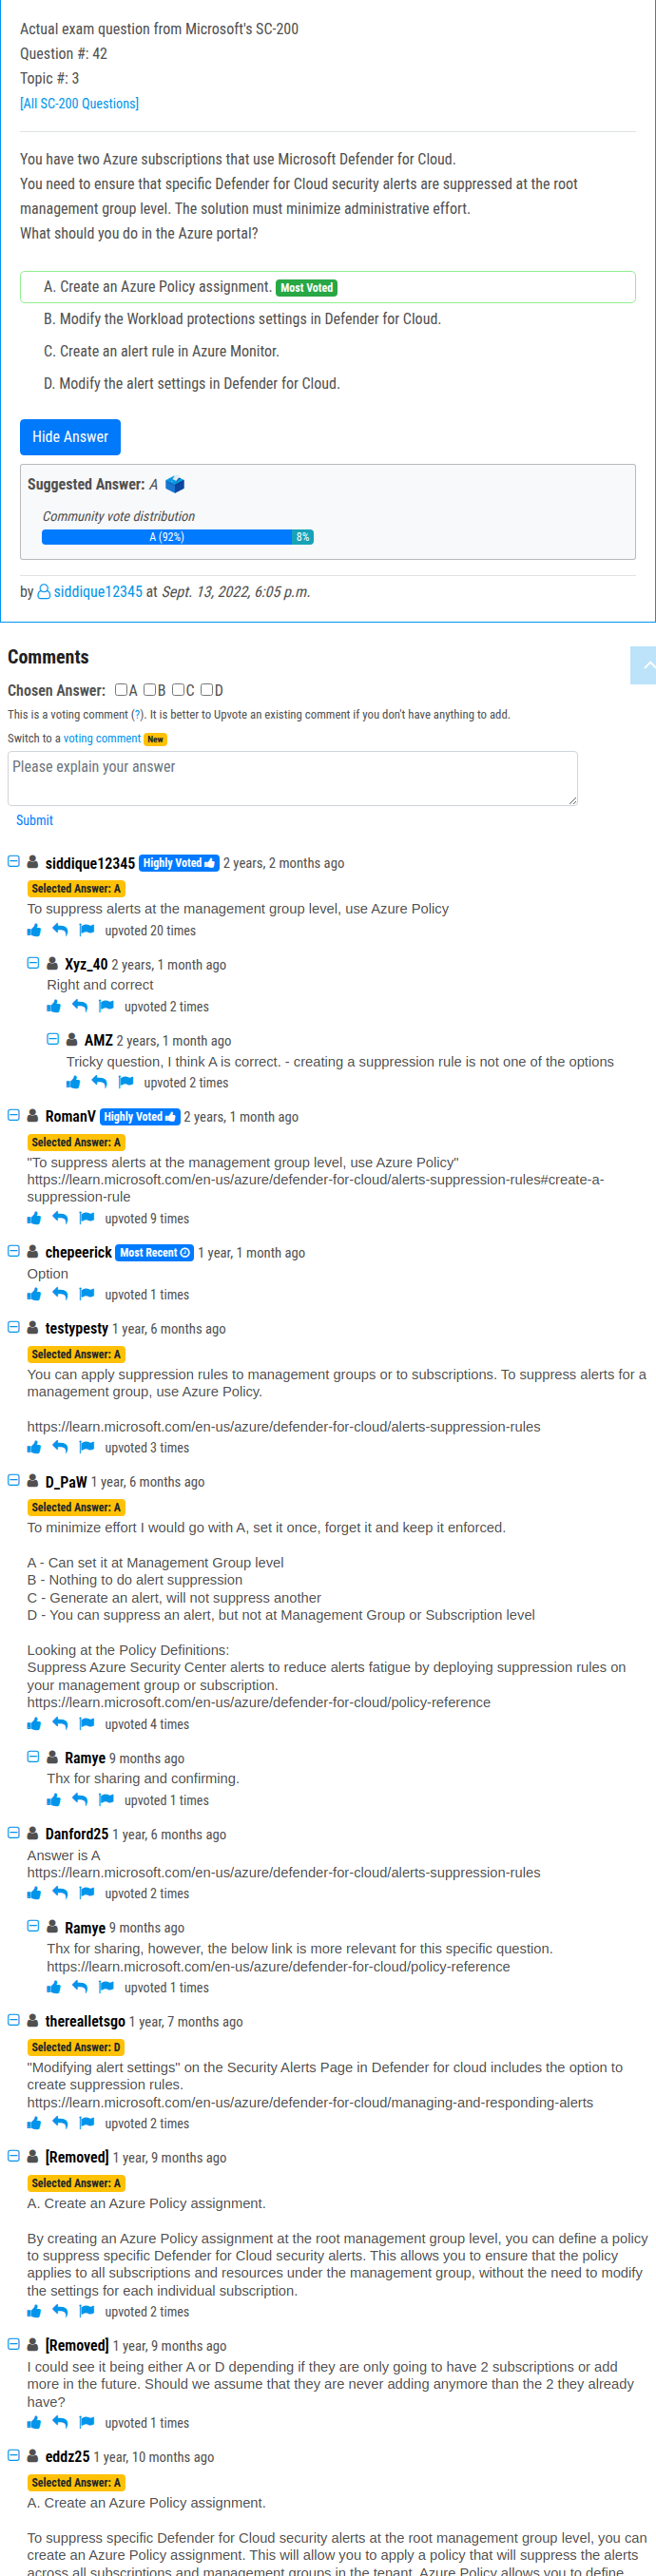 Actual exam question from Microsoft's SC-200
Question #: 42
Topic #: 3
[All SC-200 Questions]
You have two Azure subscriptions that use Microsoft Defender for Cloud.
You need to ensure that specific Defender for Cloud security alerts are suppressed at the root
management group level. The solution must minimize administrative effort.
What should you do in the Azure portal?
A. Create an Azure Policy assignment. Most Voted
B. Modify the Workload protections settings in Defender for Cloud.
C. Create an alert rule in Azure Monitor.
D. Modify the alert settings in Defender for Cloud.
Hide Answer
Suggested Answer: A
Community vote distribution
A (92%) 8%
by siddique12345 at Sept. 13, 2022, 6:05 p.m.
Comments
Chosen Answer: A B C D
This is a voting comment (?). It is better to Upvote an existing comment if you don't have anything to add.
Switch to a voting comment New
Please explain your answer
Submit
siddique12345 Highly Voted 2 years, 2 months ago
Selected Answer: A
To suppress alerts at the management group level, use Azure Policy
upvoted 20 times
Xyz_40 2 years, 1 month ago
Right and correct
upvoted 2 times
AMZ 2 years, 1 month ago
Tricky question, I think A is correct. - creating a suppression rule is not one of the options
upvoted 2 times
RomanV Highly Voted 2 years, 1 month ago
Selected Answer: A
"To suppress alerts at the management group level, use Azure Policy"
https://learn.microsoft.com/en-us/azure/defender-for-cloud/alerts-suppression-rules#create-a-
suppression-rule
upvoted 9 times
chepeerick Most Recent 1 year, 1 month ago
Option
upvoted 1 times
testypesty 1 year, 6 months ago
Selected Answer: A
You can apply suppression rules to management groups or to subscriptions. To suppress alerts for a
management group, use Azure Policy.
https://learn.microsoft.com/en-us/azure/defender-for-cloud/alerts-suppression-rules
upvoted 3 times
D_PaW 1 year, 6 months ago
Selected Answer: A
To minimize effort I would go with A, set it once, forget it and keep it enforced.
A - Can set it at Management Group level
B - Nothing to do alert suppression
C - Generate an alert, will not suppress another
D - You can suppress an alert, but not at Management Group or Subscription level
Looking at the Policy Definitions:
Suppress Azure Security Center alerts to reduce alerts fatigue by deploying suppression rules on
your management group or subscription.
https://learn.microsoft.com/en-us/azure/defender-for-cloud/policy-reference
upvoted 4 times
Ramye 9 months ago
Thx for sharing and confirming.
upvoted 1 times
Danford25 1 year, 6 months ago
Answer is A
https://learn.microsoft.com/en-us/azure/defender-for-cloud/alerts-suppression-rules
upvoted 2 times
Ramye 9 months ago
Thx for sharing, however, the below link is more relevant for this specific question.
https://learn.microsoft.com/en-us/azure/defender-for-cloud/policy-reference
upvoted 1 times
therealletsgo 1 year, 7 months ago
Selected Answer: D
"Modifying alert settings" on the Security Alerts Page in Defender for cloud includes the option to
create suppression rules.
https://learn.microsoft.com/en-us/azure/defender-for-cloud/managing-and-responding-alerts
upvoted 2 times
[Removed] 1 year, 9 months ago
Selected Answer: A
A. Create an Azure Policy assignment.
By creating an Azure Policy assignment at the root management group level, you can define a policy
to suppress specific Defender for Cloud security alerts. This allows you to ensure that the policy
applies to all subscriptions and resources under the management group, without the need to modify
the settings for each individual subscription.
upvoted 2 times
[Removed] 1 year, 9 months ago
I could see it being either A or D depending if they are only going to have 2 subscriptions or add
more in the future. Should we assume that they are never adding anymore than the 2 they already
have?
upvoted 1 times
eddz25 1 year, 10 months ago
Selected Answer: A
A. Create an Azure Policy assignment.
To suppress specific Defender for Cloud security alerts at the root management group level, you can
create an Azure Policy assignment. This will allow you to apply a policy that will suppress the alerts
across all subscriptions and management groups in the tenant. Azure Policy allows you to define